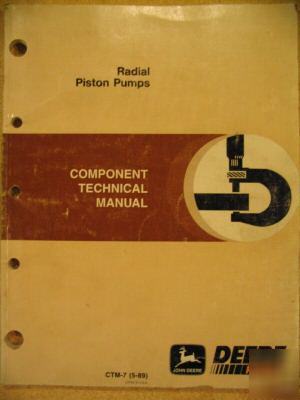 Radial
Piston Pumps
COMPONENT
TECHNICAL
MANUAL
CTM-7 (5-89)
JOHN DEERE
DEERE